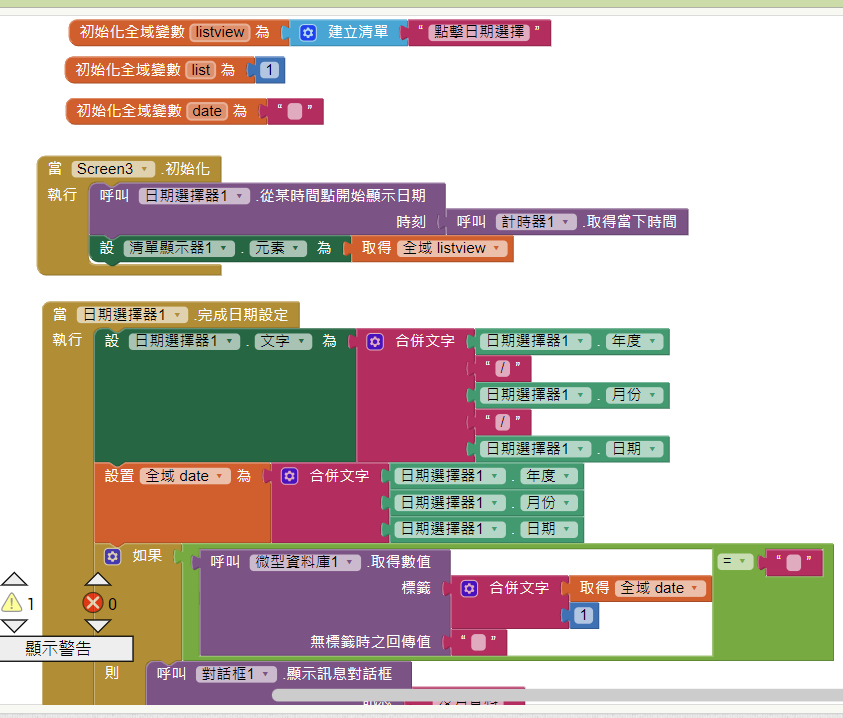 初始化全域變數 listview 為 建立清單 “ 點擊日期選擇 ”
初始化全域變數 list 為 1
初始化全域變數 date 為 “ ”
當 Screen3 .初始化
執行 呼叫 日期選擇器1 .從某時間點開始顯示日期
時刻 呼叫 計時器1 .取得當下時間
設 清單顯示器1 . 元素 為 取得 全域 listview
當 日期選擇器1 .完成日期設定
執行 設 日期選擇器1 . 文字 為 合併文字 日期選擇器1 . 年度
“ / ”
日期選擇器1 . 月份
“ / ”
日期選擇器1 . 日期
設置 全域 date 為 合併文字 日期選擇器1 . 年度
日期選擇器1 . 月份
日期選擇器1 . 日期
如果 呼叫 微型資料庫1 .取得數值 = “ ”
標籤 合併文字 取得 全域 date
1
無標籤時之回傳值 “ ”
1 0
顯示警告
則 呼叫 對話框1 .顯示訊息對話框